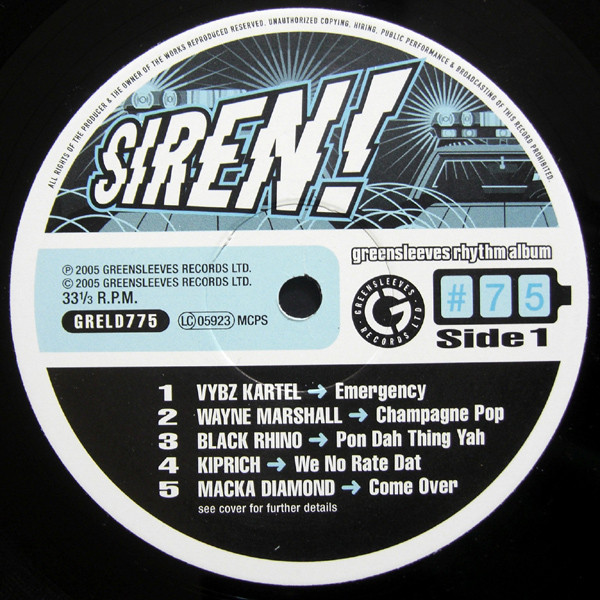 ALL RIGHTS OF THE PRODUCER & THE OWNER OF THE WORKS REPRODUCED RESERVED. UNAUTHORIZED COPYING, HIRING, PUBLIC PERFORMANCE & BROADCASTING OF THIS RECORD PROHIBITED.
SIREN!
℗ 2005 GREENSLEEVES RECORDS LTD.
© 2005 GREENSLEEVES RECORDS LTD.
33⅓ R.P.M.
GRELD775
LC 05923 MCPS
greensleeves rhythm album
GREENSLEEVES RECORDS LTD
G
#75
Side 1
1 VYBZ KARTEL → Emergency
2 WAYNE MARSHALL → Champagne Pop
3 BLACK RHINO → Pon Dah Thing Yah
4 KIPRICH → We No Rate Dat
5 MACKA DIAMOND → Come Over
see cover for further details